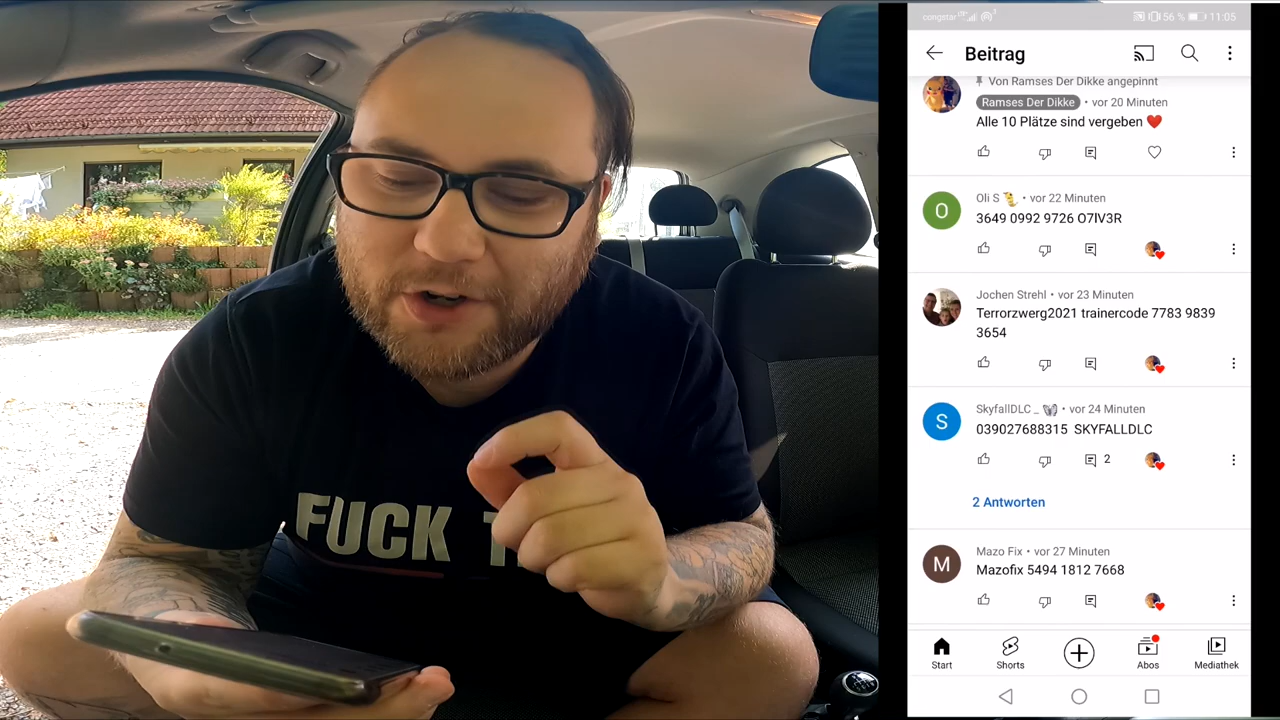 FUCK
congstar
56 % 11:05
Beitrag
Von Ramses Der Dikke angepinnt
Ramses Der Dikke • vor 20 Minuten
Alle 10 Plätze sind vergeben ❤️
Oli S • vor 22 Minuten
3649 0992 9726 O7IV3R
Jochen Strehl • vor 23 Minuten
Terrorzwerg2021 trainercode 7783 9839
3654
SkyfallDLC _ • vor 24 Minuten
039027688315 SKYFALLDLC
2
2 Antworten
Mazo Fix • vor 27 Minuten
Mazofix 5494 1812 7668
Start Shorts Abos Mediathek
O
S
M